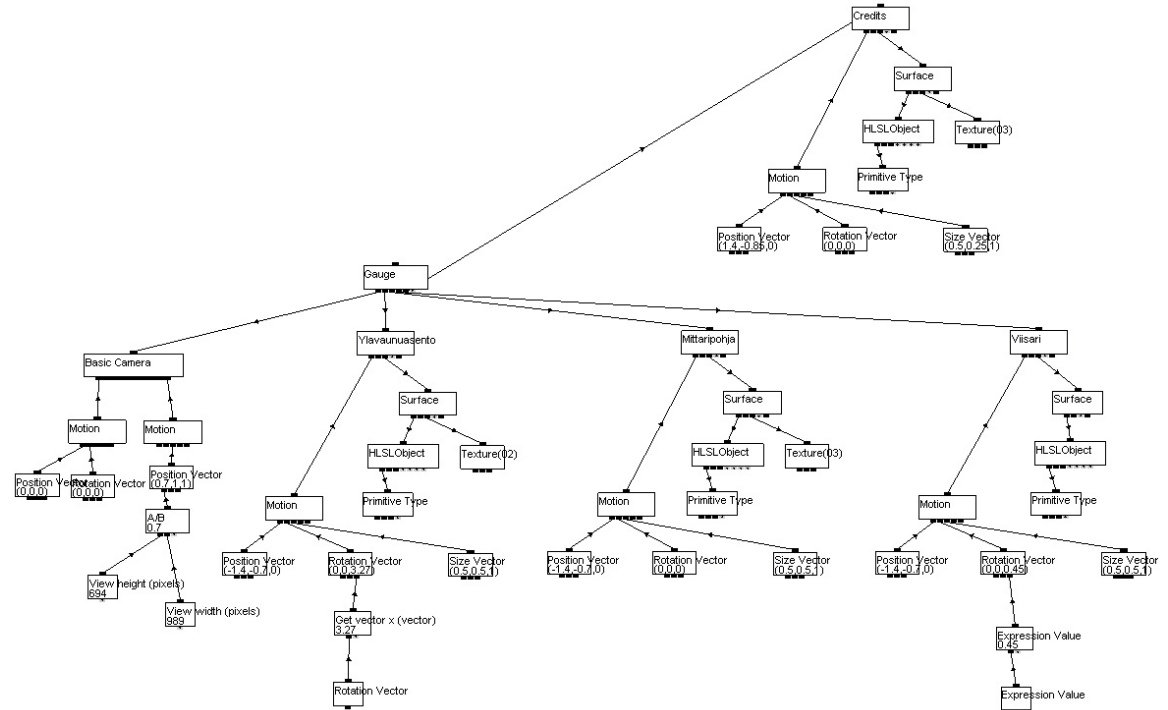 Credits
Surface
HLSLObject
Texture(03)
Motion
Primitive Type
Position Vector
(1.4,-0.85,0)
Rotation Vector
(0,0,0)
Size Vector
(0.5,0.25,1)
Gauge
Basic Camera
Ylavaunuasento
Mittaripohja
Viisari
Motion
Motion
Position Vector
(0,0,0)
Rotation Vector
(0,0,0)
Position Vector
(0.7,1,1)
A/B
0.7
View height (pixels)
694
View width (pixels)
989
Surface
HLSLObject
Texture(02)
Primitive Type
Motion
Position Vector
(-1.4,-0.7,0)
Rotation Vector
(0,0,3.27)
Size Vector
(0.5,0.5,1)
Get vector x (vector)
3.27
Rotation Vector
Surface
HLSLObject
Texture(03)
Primitive Type
Motion
Position Vector
(-1.4,-0.7,0)
Rotation Vector
(0,0,0)
Size Vector
(0.5,0.5,1)
Surface
HLSLObject
Primitive Type
Motion
Position Vector
(-1.4,-0.7,0)
Rotation Vector
(0,0,0.45)
Size Vector
(0.5,0.5,1)
Expression Value
0.45
Expression Value